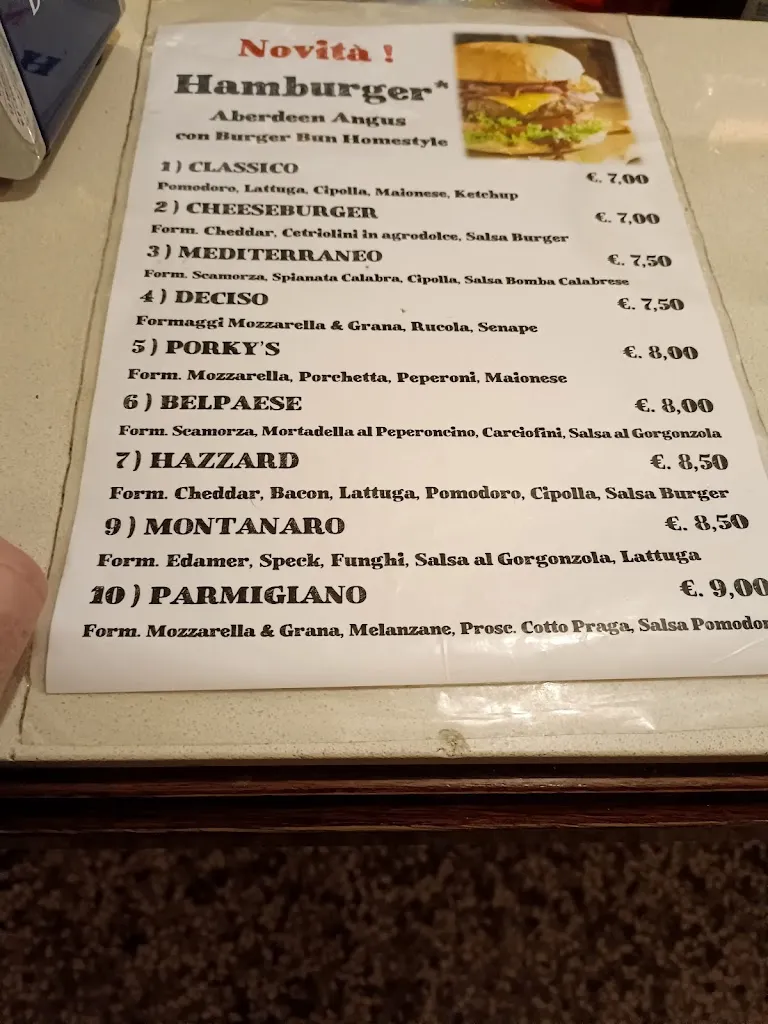 Novità !
Hamburger*
Aberdeen Angus
con Burger Bun Homestyle
1 ) CLASSICO €. 7,00
Pomodoro, Lattuga, Cipolla, Maionese, Ketchup
2 ) CHEESEBURGER €. 7,00
Form. Cheddar, Cetriolini in agrodolce, Salsa Burger
3 ) MEDITERRANEO €. 7,50
Form. Scamorza, Spianata Calabra, Cipolla, Salsa Bomba Calabrese
4 ) DECISO €. 7,50
Formaggi Mozzarella & Grana, Rucola, Senape
5 ) PORKY'S €. 8,00
Form. Mozzarella, Porchetta, Peperoni, Maionese
6 ) BELPAESE €. 8,00
Form. Scamorza, Mortadella al Peperoncino, Carciofini, Salsa al Gorgonzola
7 ) HAZZARD €. 8,50
Form. Cheddar, Bacon, Lattuga, Pomodoro, Cipolla, Salsa Burger
9 ) MONTANARO €. 8,50
Form. Edamer, Speck, Funghi, Salsa al Gorgonzola, Lattuga
10 ) PARMIGIANO €. 9,00
Form. Mozzarella & Grana, Melanzane, Prosc. Cotto Praga, Salsa Pomodor